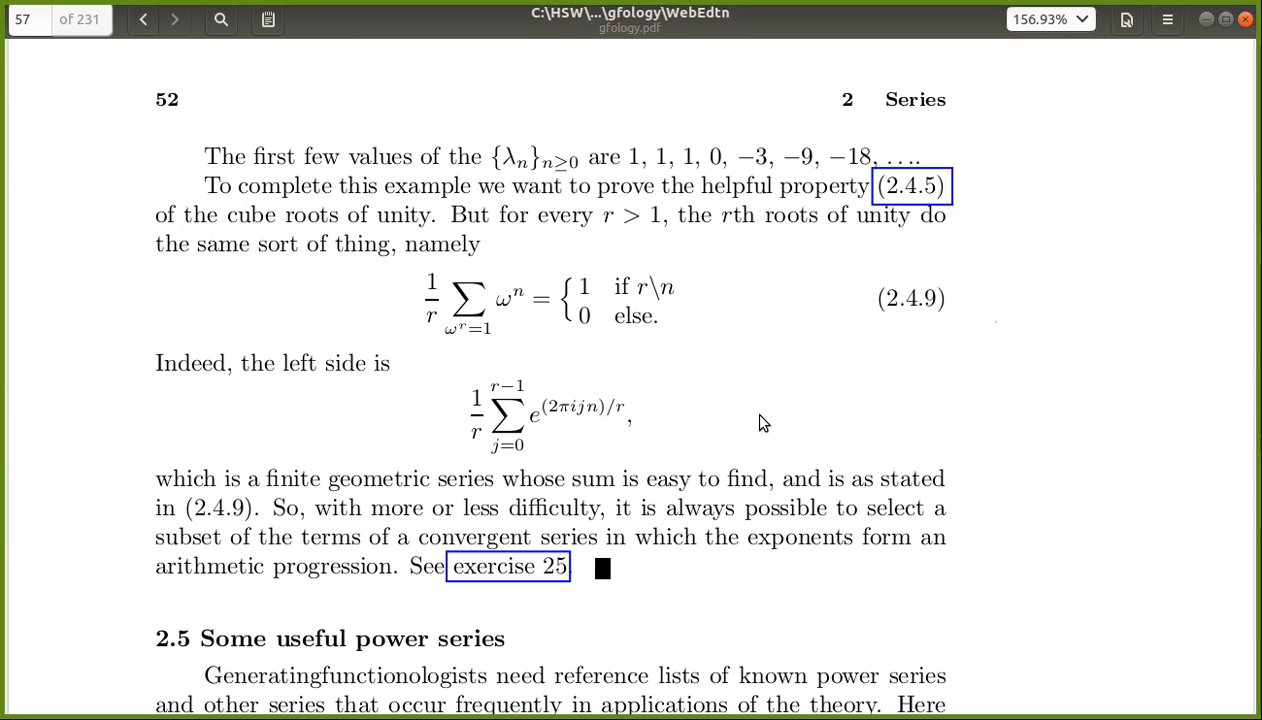 57 of 231
C:\HSW\...\gfology\WebEdtn
gfology.pdf
156.93%
52
2 Series
The first few values of the {λₙ}ₙ≥₀ are 1, 1, 1, 0, −3, −9, −18, ....
To complete this example we want to prove the helpful property (2.4.5)
of the cube roots of unity. But for every r > 1, the rth roots of unity do
the same sort of thing, namely
1/r ∑_{ω^r=1} ω^n = { 1 if r\n
0 else. (2.4.9)
Indeed, the left side is
1/r ∑_{j=0}^{r−1} e^{(2πijn)/r},
which is a finite geometric series whose sum is easy to find, and is as stated
in (2.4.9). So, with more or less difficulty, it is always possible to select a
subset of the terms of a convergent series in which the exponents form an
arithmetic progression. See exercise 25.
2.5 Some useful power series
Generatingfunctionologists need reference lists of known power series
and other series that occur frequently in applications of the theory. Here